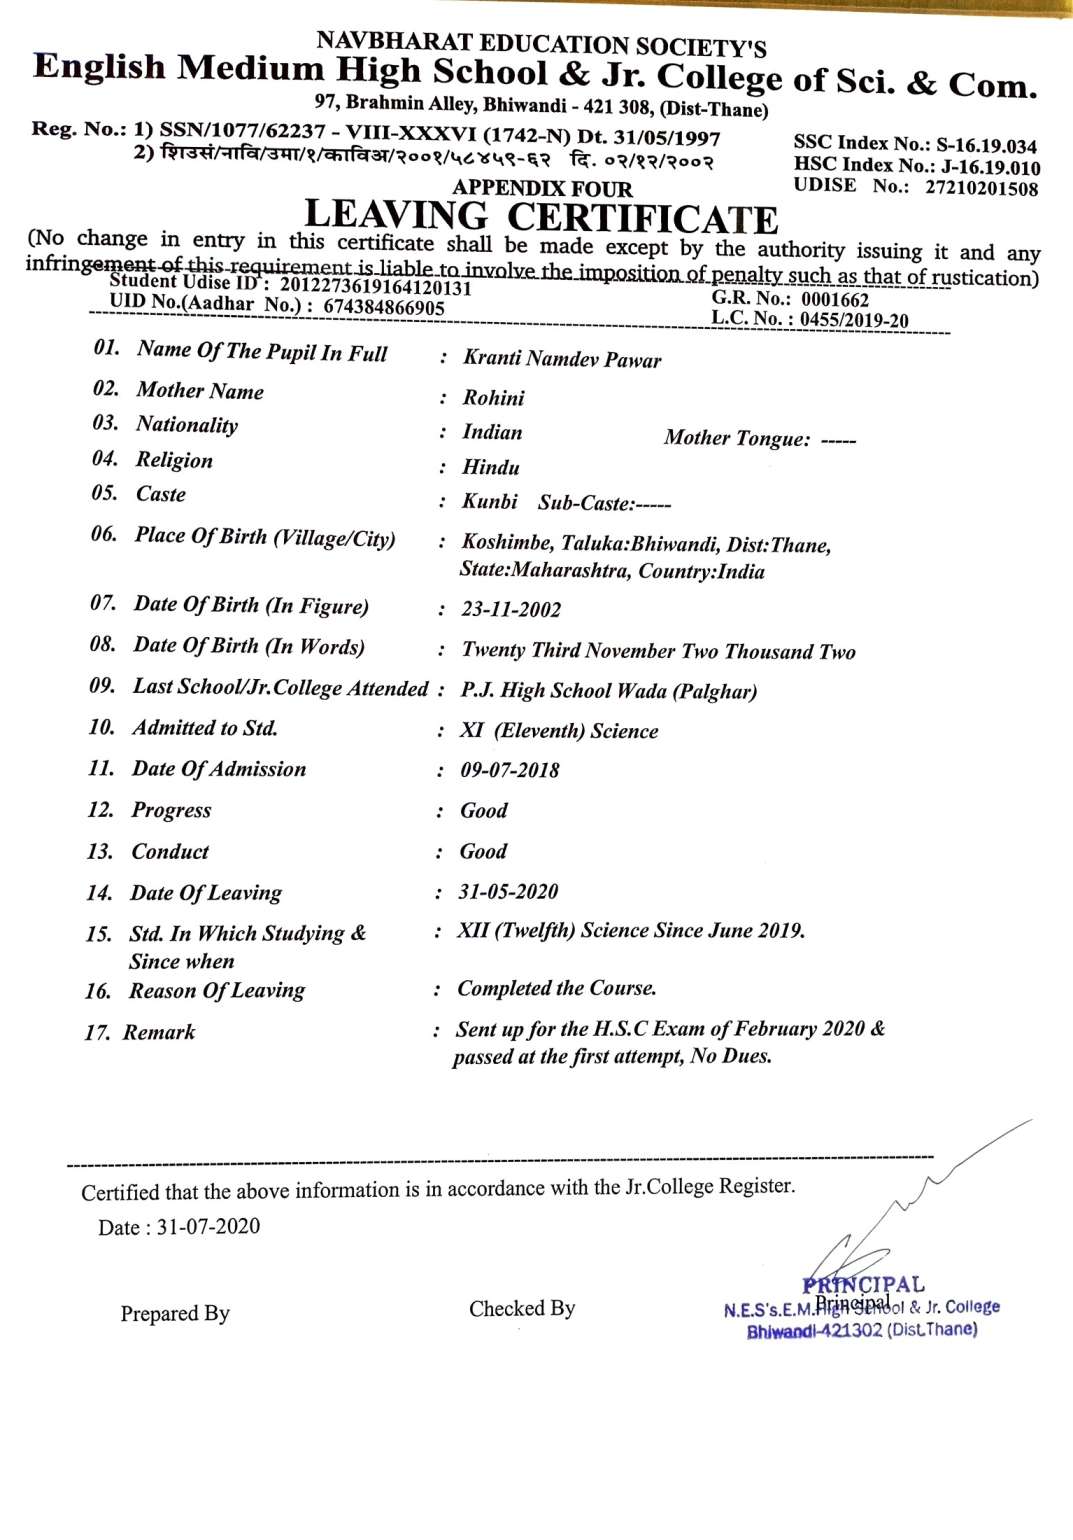 NAVBHARAT EDUCATION SOCIETY'S
English Medium High School & Jr. College of Sci. & Com.
97, Brahmin Alley, Bhiwandi - 421 308, (Dist-Thane)
Reg. No.: 1) SSN/1077/62237 - VIII-XXXVI (1742-N) Dt. 31/05/1997
SSC Index No.: S-16.19.034
2) शिउसं/नावि/उमा/१/काविअ/२००१/५८४५९-६२ दि. ०२/१२/२००२
HSC Index No.: J-16.19.010
UDISE No.: 27210201508
APPENDIX FOUR
LEAVING CERTIFICATE
(No change in entry in this certificate shall be made except by the authority issuing it and any
infringement of this requirement is liable to involve the imposition of penalty such as that of rustication)
Student Udise ID : 2012273619164120131
G.R. No.: 0001662
UID No.(Aadhar No.) : 674384866905
L.C. No. : 0455/2019-20
01. Name Of The Pupil In Full : Kranti Namdev Pawar
02. Mother Name : Rohini
03. Nationality : Indian Mother Tongue: -----
04. Religion : Hindu
05. Caste : Kunbi Sub-Caste:-----
06. Place Of Birth (Village/City) : Koshimbe, Taluka:Bhiwandi, Dist:Thane,
State:Maharashtra, Country:India
07. Date Of Birth (In Figure) : 23-11-2002
08. Date Of Birth (In Words) : Twenty Third November Two Thousand Two
09. Last School/Jr.College Attended : P.J. High School Wada (Palghar)
10. Admitted to Std. : XI (Eleventh) Science
11. Date Of Admission : 09-07-2018
12. Progress : Good
13. Conduct : Good
14. Date Of Leaving : 31-05-2020
15. Std. In Which Studying & : XII (Twelfth) Science Since June 2019.
Since when
16. Reason Of Leaving : Completed the Course.
17. Remark : Sent up for the H.S.C Exam of February 2020 &
passed at the first attempt, No Dues.
Certified that the above information is in accordance with the Jr.College Register.
Date : 31-07-2020
Prepared By
Checked By
Principal
PRINCIPAL
N.E.S's.E.M.High School & Jr. College
Bhiwandi-421302 (Dist.Thane)